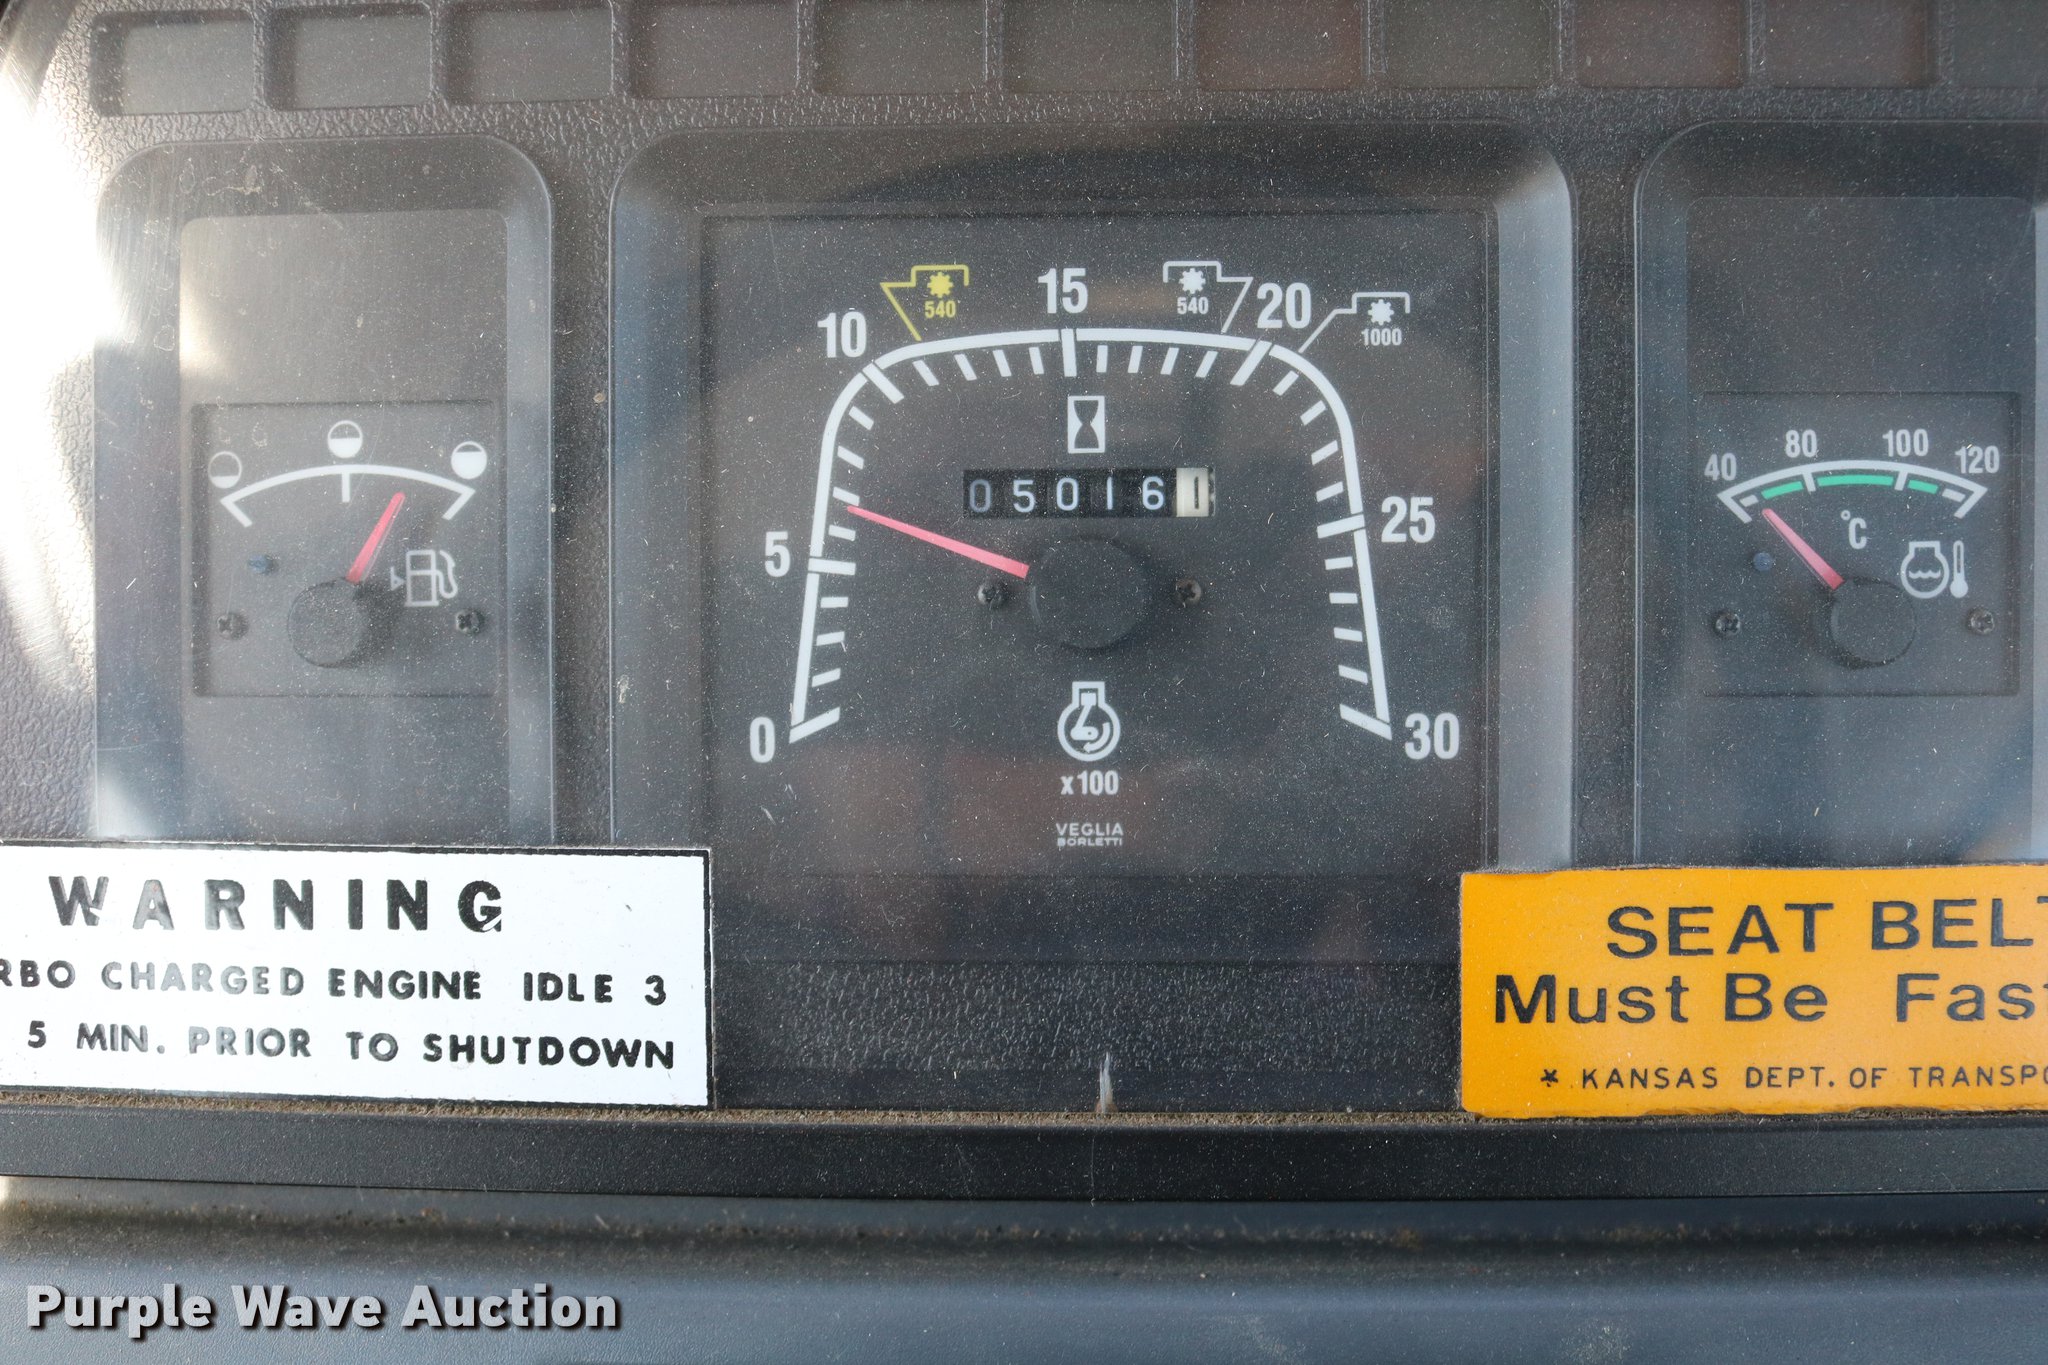 540
15
540
20
1000
10
5
0
050161
25
30
x100
VEGLIA
BORLETTI
40
80
100
120
°C
WARNING
RBO CHARGED ENGINE IDLE 3
5 MIN. PRIOR TO SHUTDOWN
SEAT BELT
Must Be Fast
* KANSAS DEPT. OF TRANSPO
Purple Wave Auction